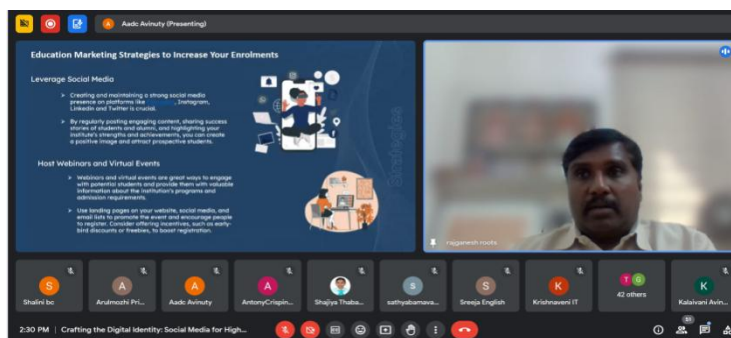 Aadc Avinuty (Presenting)
Education Marketing Strategies to Increase Your Enrolments
Leverage Social Media
Creating and maintaining a strong social media
presence on platforms like , Instagram,
LinkedIn and Twitter is crucial.
By regularly posting engaging content, sharing success
stories of students and alumni, and highlighting your
institute's strengths and achievements, you can create
a positive image and attract prospective students.
Host Webinars and Virtual Events
Webinars and virtual events are great ways to engage
with potential students and provide them with valuable
information about the institution's programs and
admission requirements.
Use landing pages on your website, social media, and
email lists to promote the event and encourage people
to register. Consider offering incentives, such as early-
bird discounts or freebies, to boost registration.
Strategies
rajganesh roots
S
A
A
A
S
S
K
T G
K
Shalini bc
Arulmozhi Pri...
Aadc Avinuty
AntonyCrispin...
Shajiya Thaba...
sathyabamava...
Sreeja English
Krishnaveni IT
42 others
Kalaivani Avin...
2:30 PM | Crafting the Digital Identity: Social Media for High...